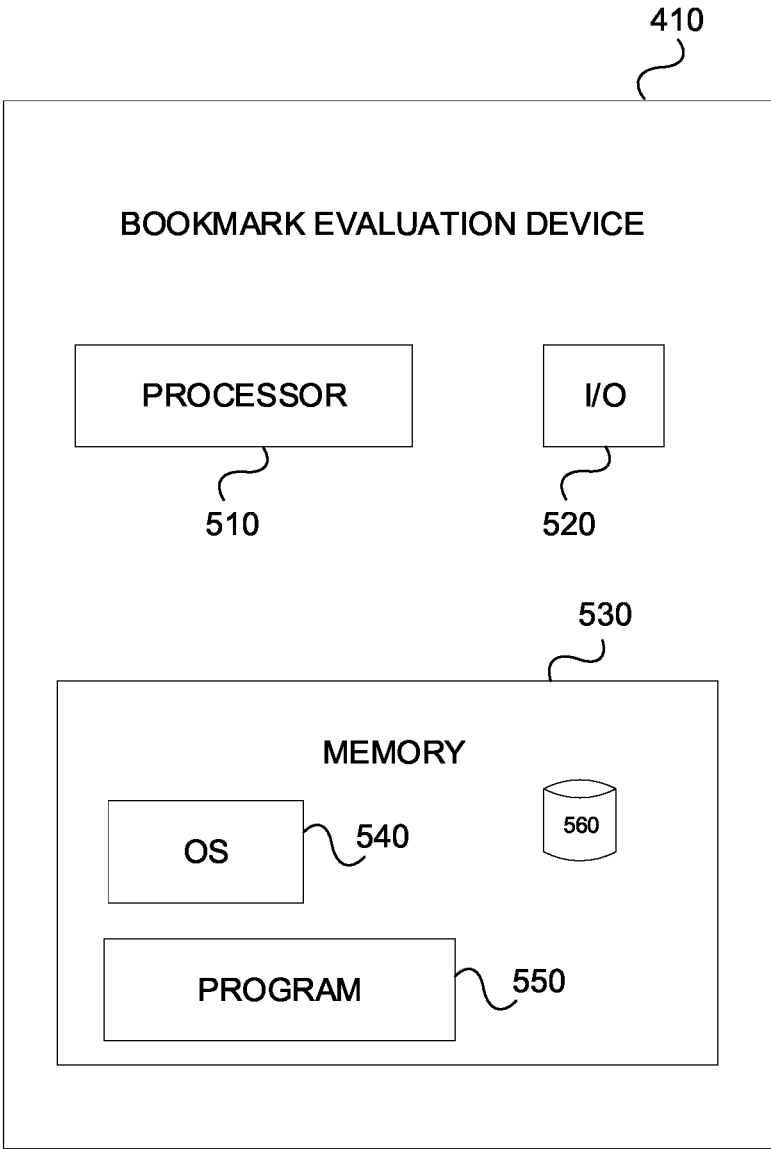 410
BOOKMARK EVALUATION DEVICE
PROCESSOR
I/O
510
520
530
MEMORY
560
OS
540
PROGRAM
550